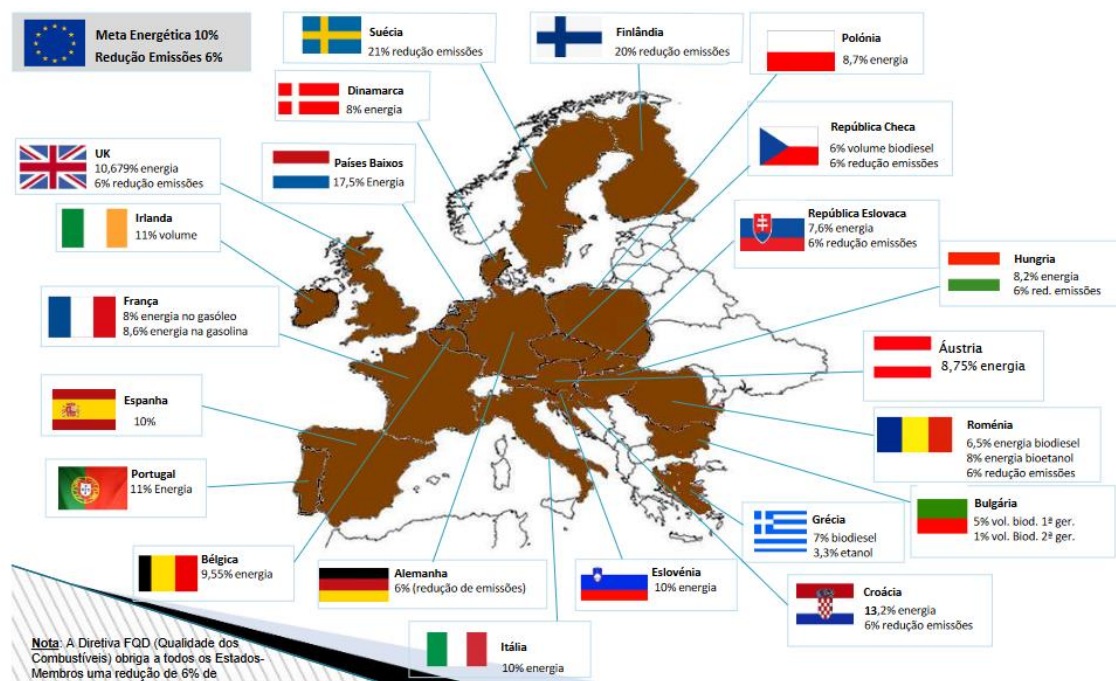 Meta Energética 10%
Redução Emissões 6%
Suécia
21% redução emissões
Finlândia
20% redução emissões
Polónia
8,7% energia
Dinamarca
8% energia
República Checa
6% volume biodiesel
6% redução emissões
UK
10,679% energia
6% redução emissões
Países Baixos
17,5% Energia
Irlanda
11% volume
República Eslovaca
7,6% energia
6% redução emissões
Hungria
8,2% energia
6% red. emissões
França
8% energia no gasóleo
8,6% energia na gasolina
Áustria
8,75% energia
Espanha
10%
Roménia
6,5% energia biodiesel
8% energia bioetanol
6% redução emissões
Portugal
11% Energia
Bulgária
5% vol. biod. 1ª ger.
1% vol. Biod. 2ª ger.
Grécia
7% biodiesel
3,3% etanol
Bélgica
9,55% energia
Alemanha
6% (redução de emissões)
Eslovénia
10% energia
Croácia
13,2% energia
6% redução emissões
Itália
10% energia
Nota: A Diretiva FQD (Qualidade dos
Combustíveis) obriga a todos os Estados-
Membros uma redução de 6% de